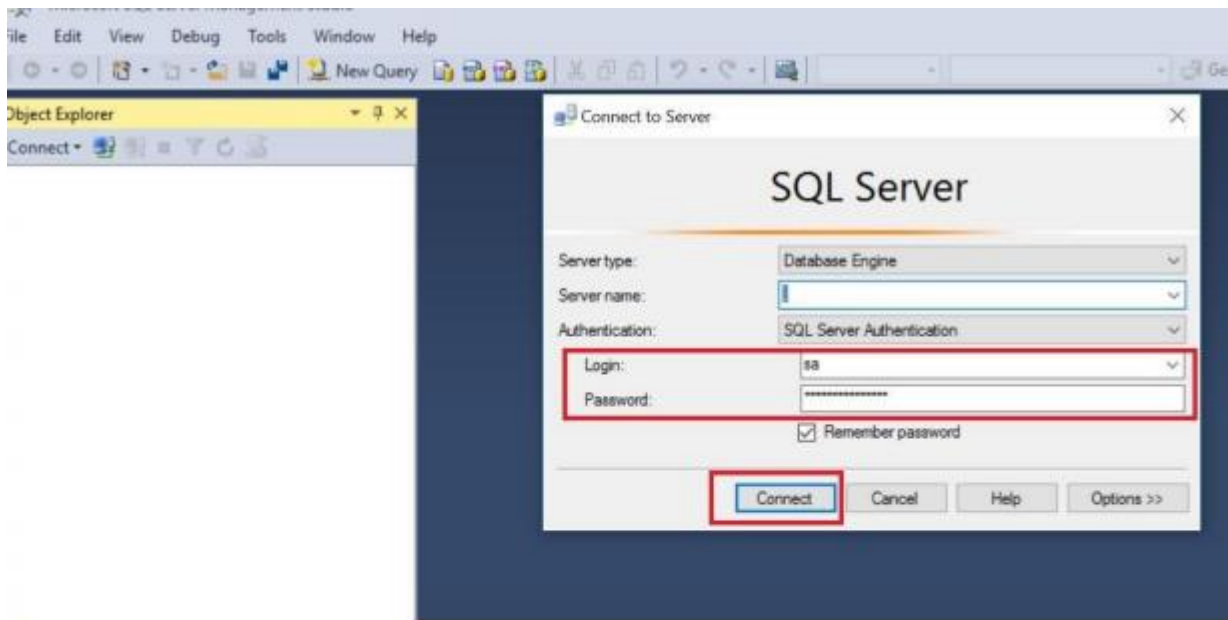 File Edit View Debug Tools Window Help
New Query
Object Explorer
Connect
Connect to Server
SQL Server
Server type: Database Engine
Server name:
Authentication: SQL Server Authentication
Login: sa
Password: ****************
Remember password
Connect Cancel Help Options >>